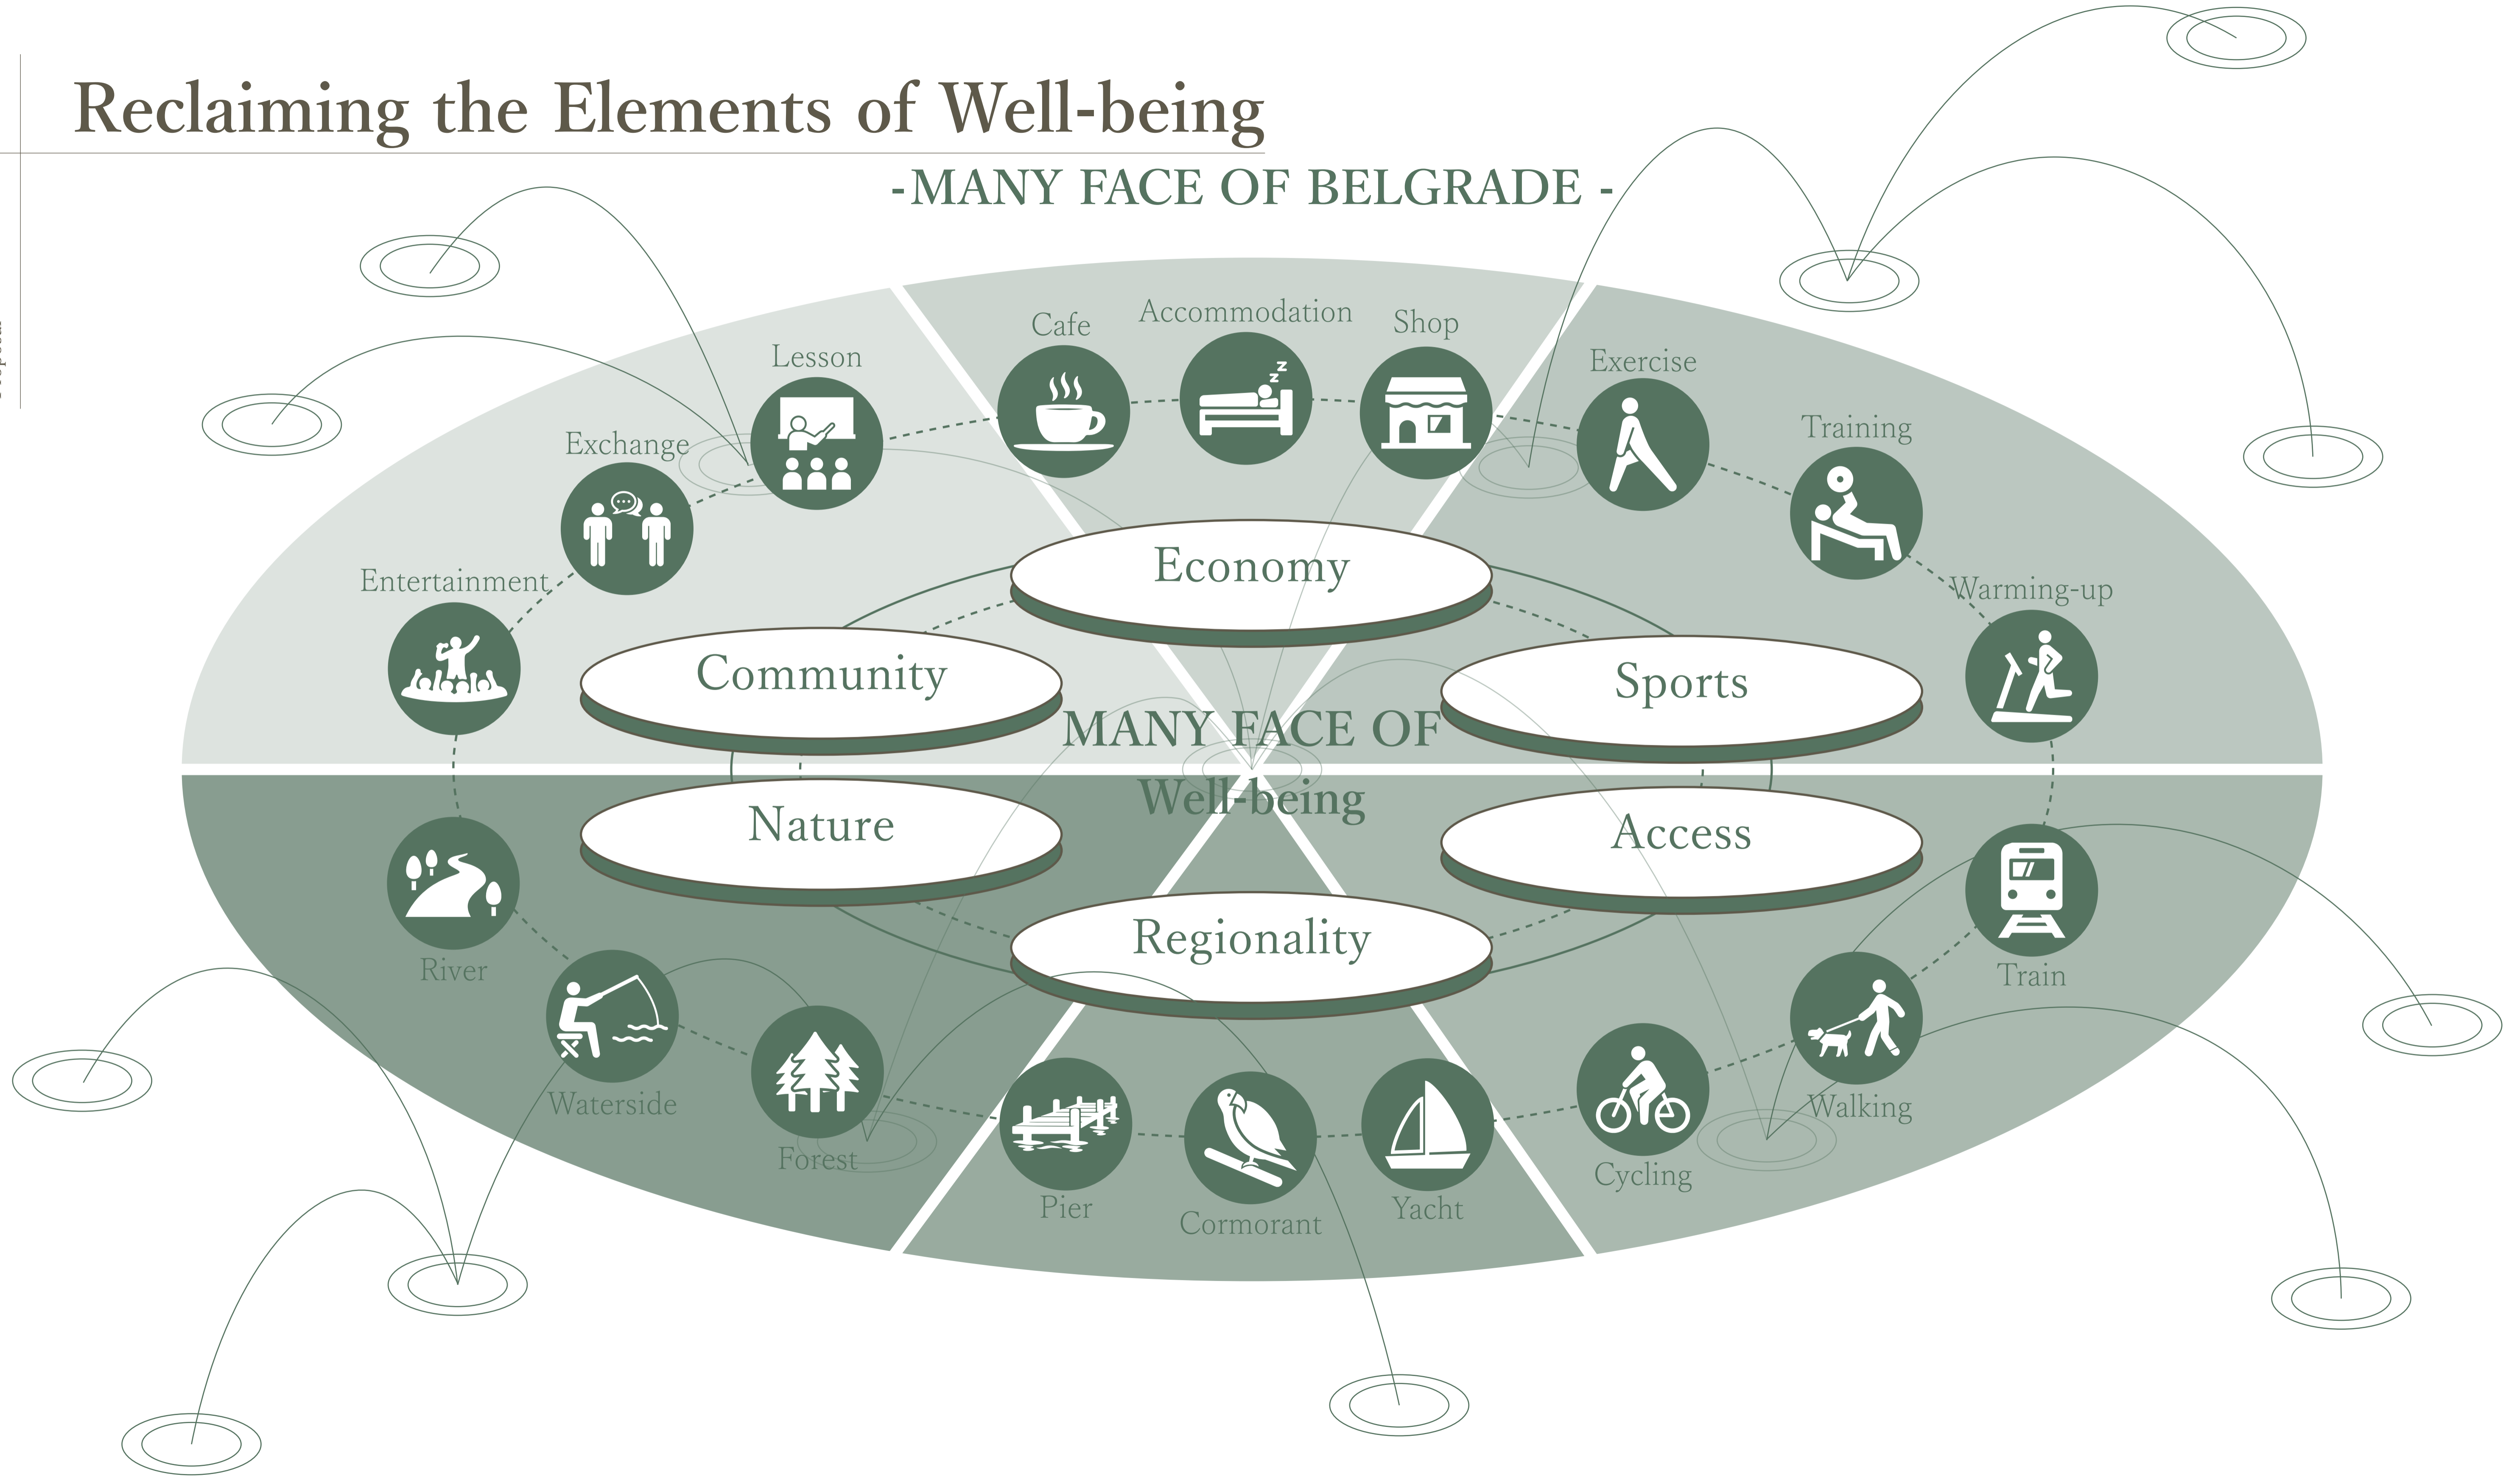 Reclaiming the Elements of Well-being
-MANY FACE OF BELGRADE -
Cafe
Accommodation
Shop
Lesson
Exercise
Exchange
Training
Entertainment
Warming-up
Economy
Community
Sports
MANY FACE OF
Well-being
Nature
Access
Regionality
River
Train
Waterside
Walking
Forest
Cycling
Pier
Cormorant
Yacht
z
z